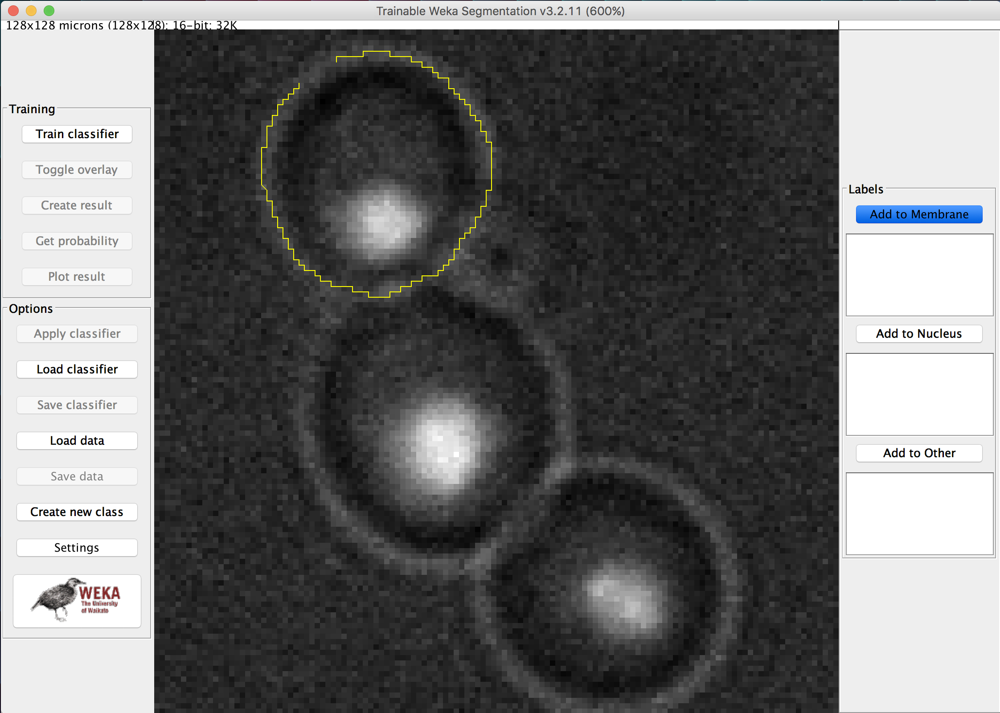 Trainable Weka Segmentation v3.2.11 (600%)
128x128 microns (128x128); 16-bit; 32K
Training
Train classifier
Toggle overlay
Create result
Get probability
Plot result
Options
Apply classifier
Load classifier
Save classifier
Load data
Save data
Create new class
Settings
WEKA
The University
of Waikato
Labels
Add to Membrane
Add to Nucleus
Add to Other